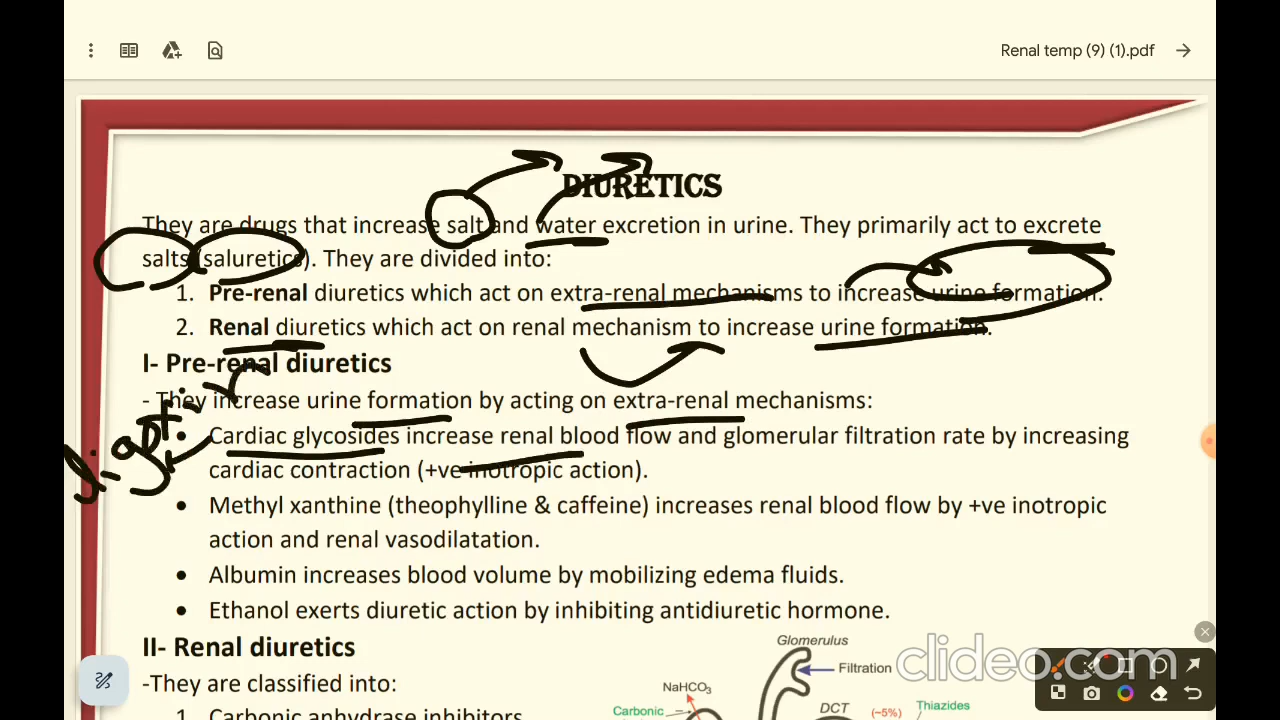 Renal temp (9) (1).pdf
DIURETICS
They are drugs that increase salt and water excretion in urine. They primarily act to excrete
salts (saluretics). They are divided into:
1. Pre-renal diuretics which act on extra-renal mechanisms to increase urine formation.
2. Renal diuretics which act on renal mechanism to increase urine formation.
I- Pre-renal diuretics
- They increase urine formation by acting on extra-renal mechanisms:
• Cardiac glycosides increase renal blood flow and glomerular filtration rate by increasing
cardiac contraction (+ve inotropic action).
• Methyl xanthine (theophylline & caffeine) increases renal blood flow by +ve inotropic
action and renal vasodilatation.
• Albumin increases blood volume by mobilizing edema fluids.
• Ethanol exerts diuretic action by inhibiting antidiuretic hormone.
II- Renal diuretics
-They are classified into:
1. Carbonic anhydrase inhibitors
Glomerulus
Filtration
NaHCO3
Carbonic
DCT
(~5%)
Thiazides
clideo.com